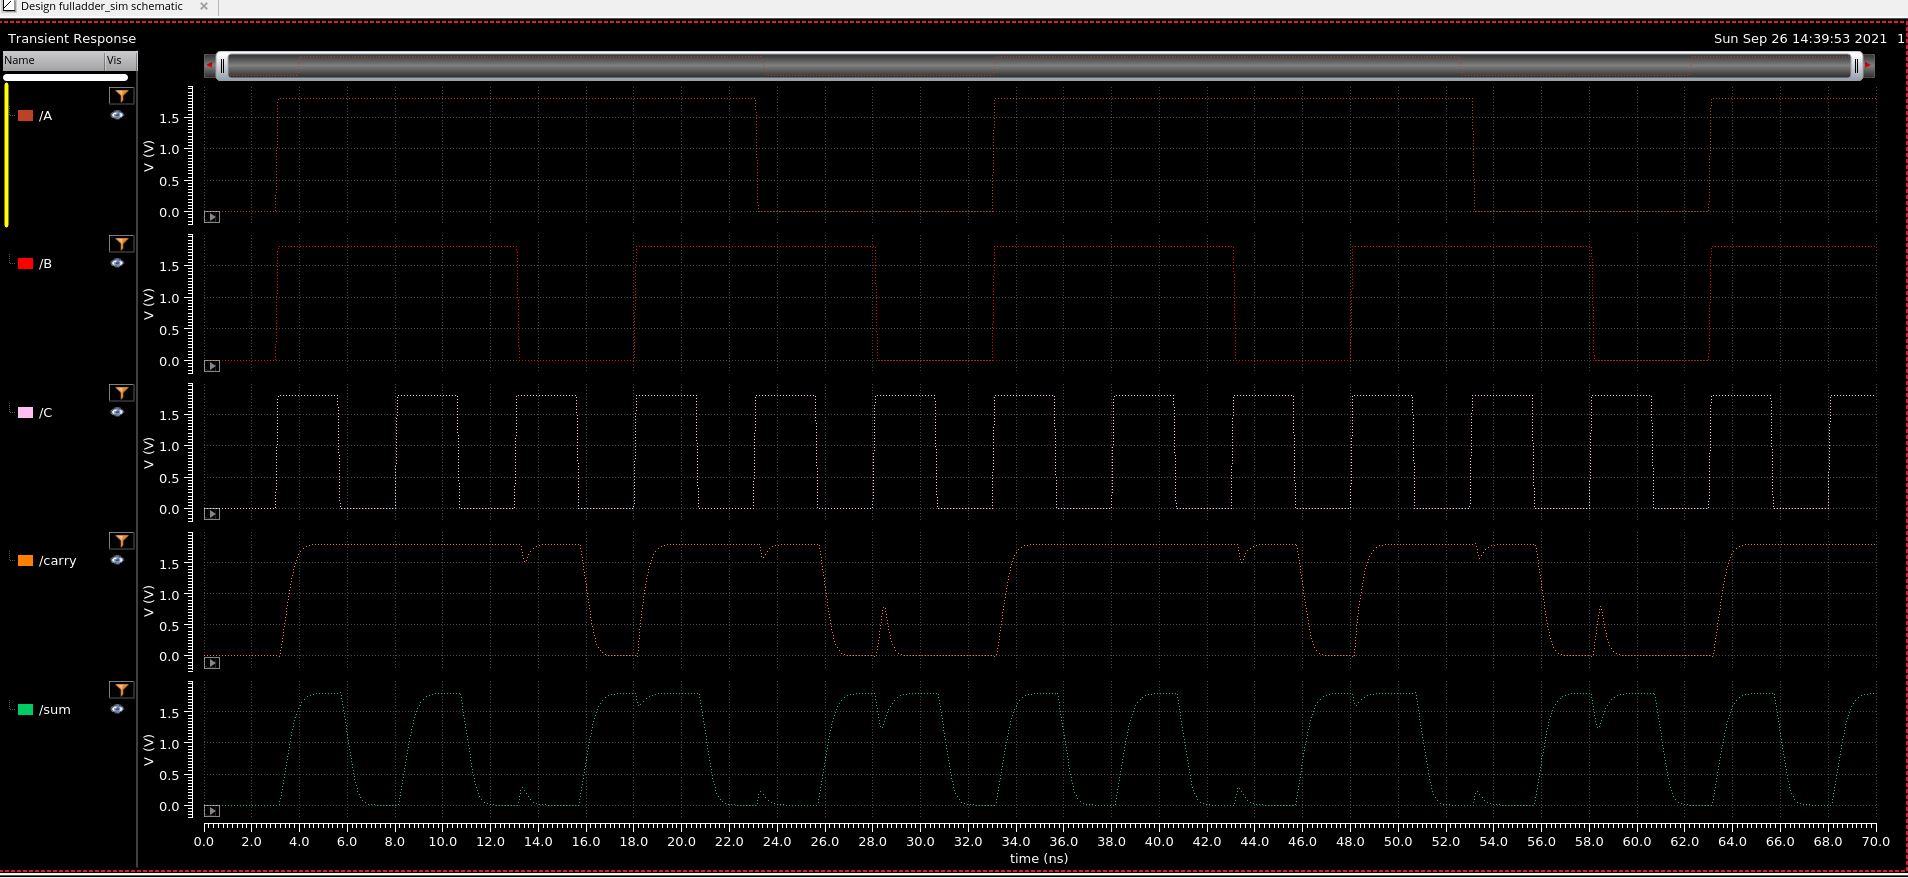 Design fulladder_sim schematic
Transient Response
Sun Sep 26 14:39:53 2021 1
Name Vis
/A
V (V)
1.5
1.0
0.5
0.0
/B
V (V)
1.5
1.0
0.5
0.0
/C
V (V)
1.5
1.0
0.5
0.0
/carry
V (V)
1.5
1.0
0.5
0.0
/sum
V (V)
1.5
1.0
0.5
0.0
0.0 2.0 4.0 6.0 8.0 10.0 12.0 14.0 16.0 18.0 20.0 22.0 24.0 26.0 28.0 30.0 32.0 34.0 36.0 38.0 40.0 42.0 44.0 46.0 48.0 50.0 52.0 54.0 56.0 58.0 60.0 62.0 64.0 66.0 68.0 70.0
time (ns)